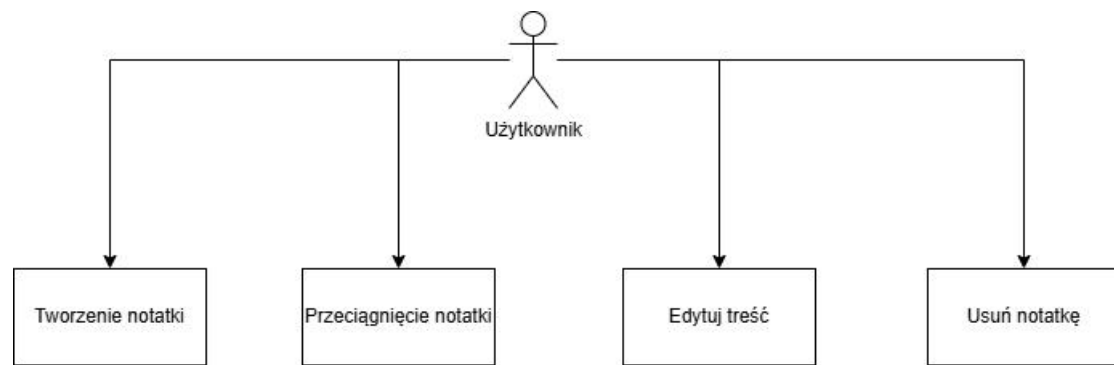 Użytkownik
Tworzenie notatki
Przeciągnięcie notatki
Edytuj treść
Usuń notatkę